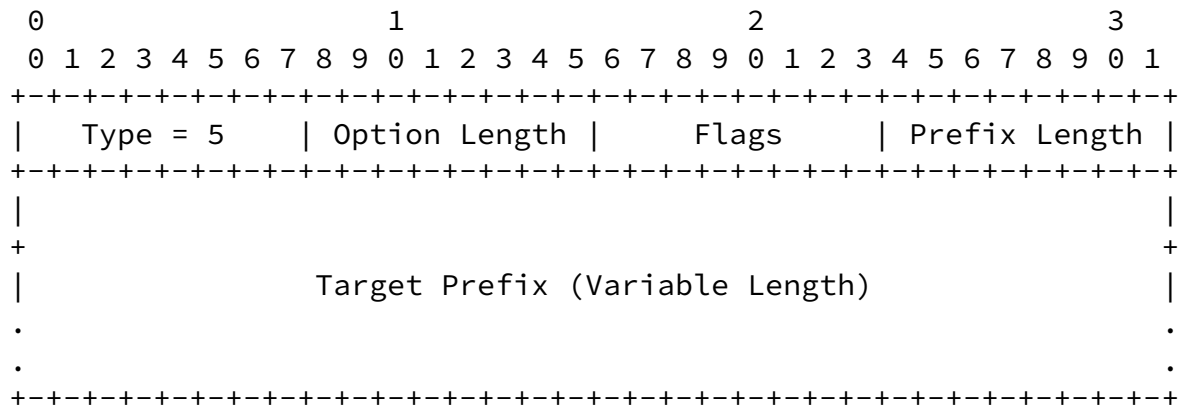 0                   1                   2                   3
0 1 2 3 4 5 6 7 8 9 0 1 2 3 4 5 6 7 8 9 0 1 2 3 4 5 6 7 8 9 0 1
+-+-+-+-+-+-+-+-+-+-+-+-+-+-+-+-+-+-+-+-+-+-+-+-+-+-+-+-+-+-+-+-+
|   Type = 5    | Option Length |     Flags     | Prefix Length |
+-+-+-+-+-+-+-+-+-+-+-+-+-+-+-+-+-+-+-+-+-+-+-+-+-+-+-+-+-+-+-+-+
|                                                               |
+                                                               +
|                Target Prefix (Variable Length)                |
.                                                               .
.                                                               .
+-+-+-+-+-+-+-+-+-+-+-+-+-+-+-+-+-+-+-+-+-+-+-+-+-+-+-+-+-+-+-+-+